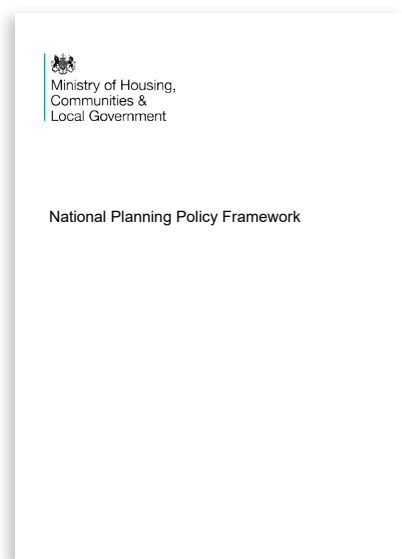 Ministry of Housing,
Communities &
Local Government
National Planning Policy Framework